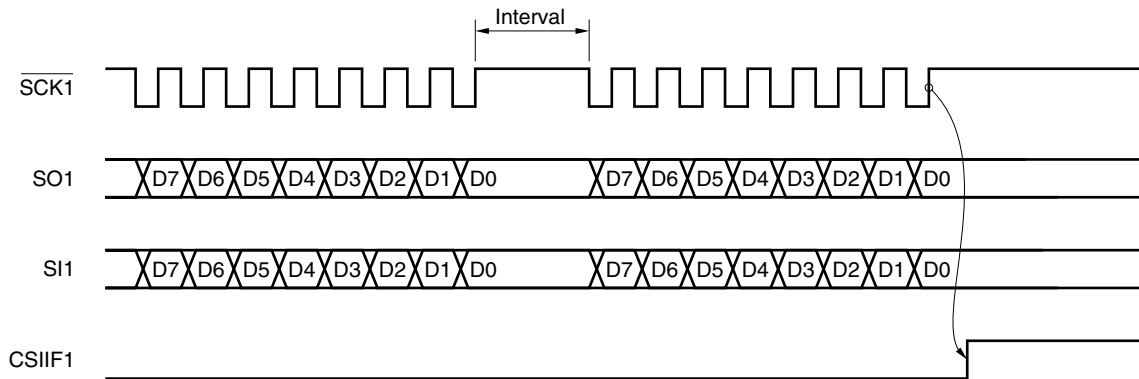 Interval
SCK1
SO1 D7 D6 D5 D4 D3 D2 D1 D0 D7 D6 D5 D4 D3 D2 D1 D0
SI1 D7 D6 D5 D4 D3 D2 D1 D0 D7 D6 D5 D4 D3 D2 D1 D0
CSIIF1